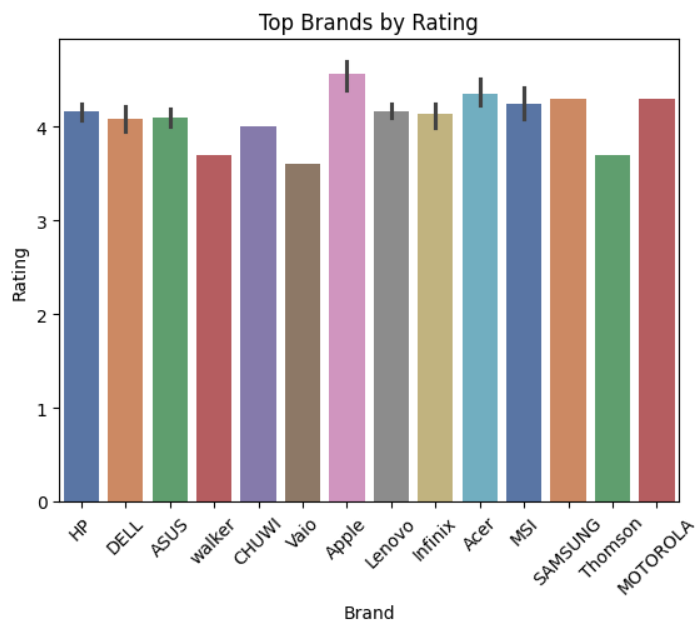 Top Brands by Rating
Rating
4
3
2
1
0
HP
DELL
ASUS
walker
CHUWI
Vaio
Apple
Lenovo
Infinix
Acer
MSI
SAMSUNG
Thomson
MOTOROLA
Brand